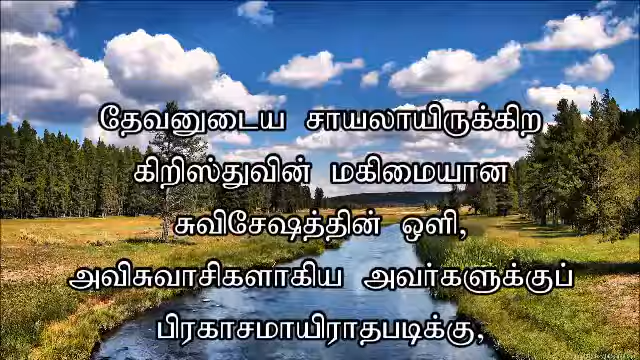 தேவனுடைய சாயலாயிருக்கிற
கிறிஸ்துவின் மகிமையான
சுவிசேஷத்தின் ஒளி,
அவிசுவாசிகளாகிய அவர்களுக்குப்
பிரகாசமாயிராதபடிக்கு,